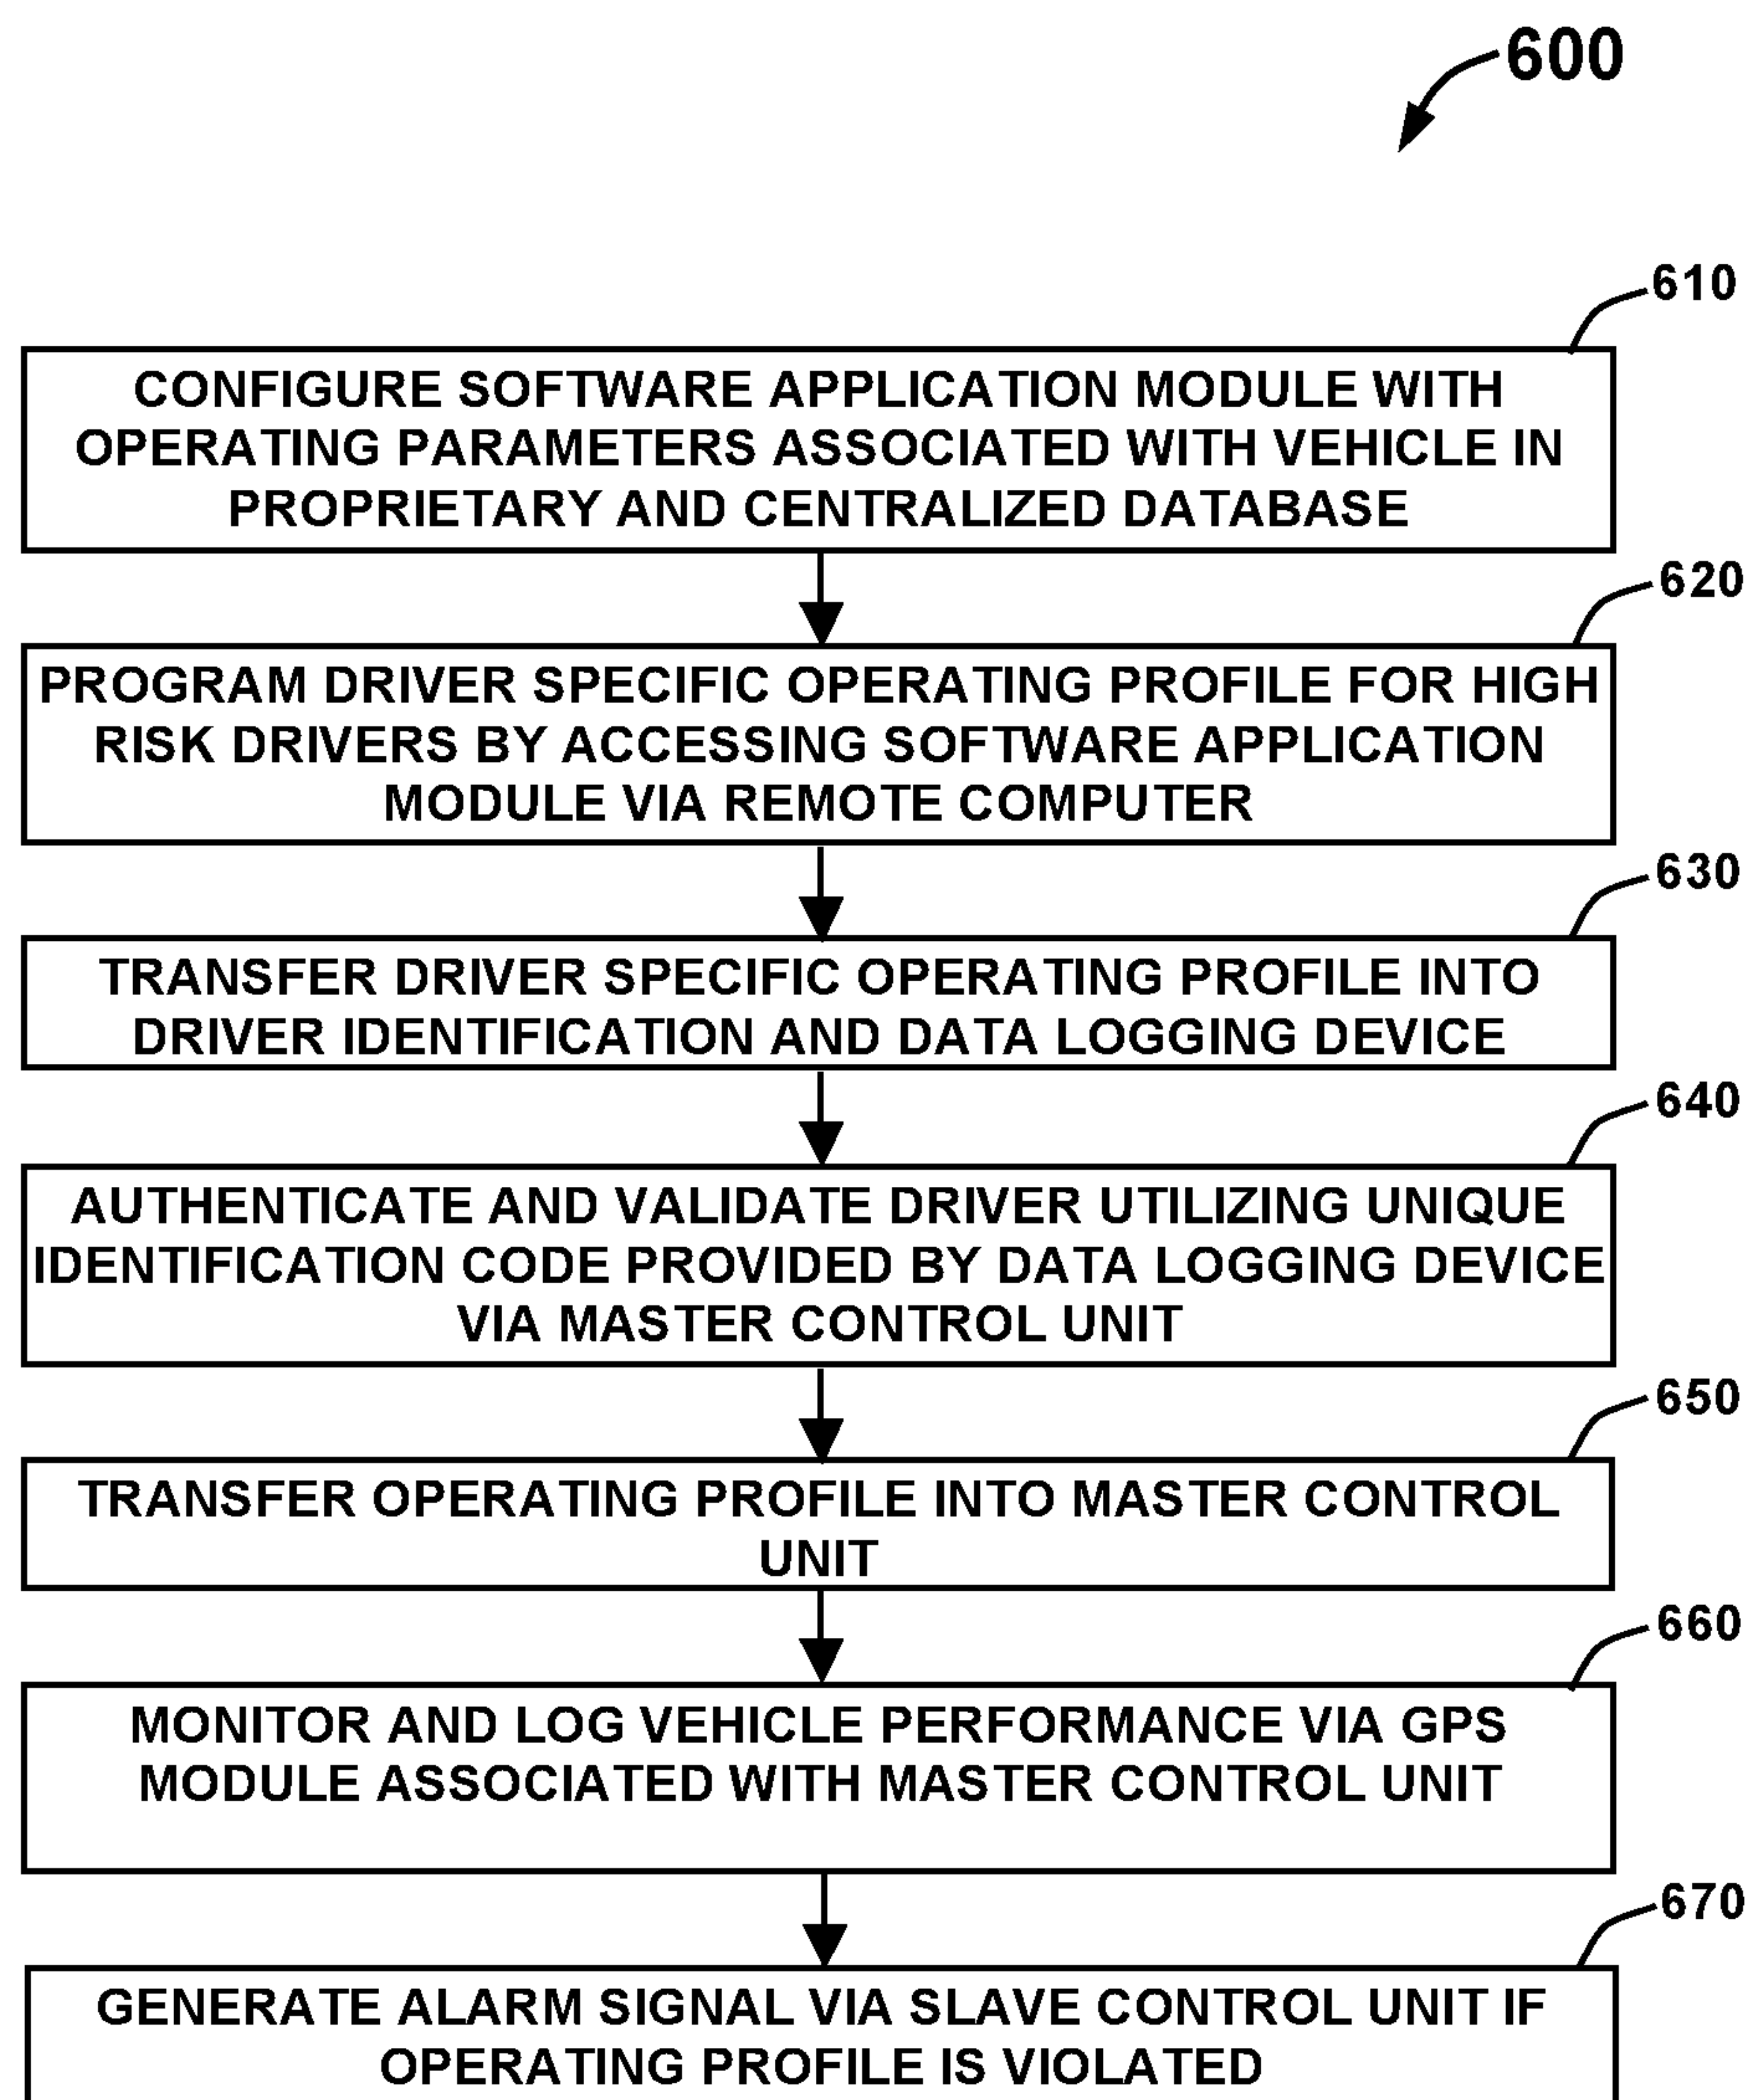 600
610
CONFIGURE SOFTWARE APPLICATION MODULE WITH
OPERATING PARAMETERS ASSOCIATED WITH VEHICLE IN
PROPRIETARY AND CENTRALIZED DATABASE
620
PROGRAM DRIVER SPECIFIC OPERATING PROFILE FOR HIGH
RISK DRIVERS BY ACCESSING SOFTWARE APPLICATION
MODULE VIA REMOTE COMPUTER
630
TRANSFER DRIVER SPECIFIC OPERATING PROFILE INTO
DRIVER IDENTIFICATION AND DATA LOGGING DEVICE
640
AUTHENTICATE AND VALIDATE DRIVER UTILIZING UNIQUE
IDENTIFICATION CODE PROVIDED BY DATA LOGGING DEVICE
VIA MASTER CONTROL UNIT
650
TRANSFER OPERATING PROFILE INTO MASTER CONTROL
UNIT
660
MONITOR AND LOG VEHICLE PERFORMANCE VIA GPS
MODULE ASSOCIATED WITH MASTER CONTROL UNIT
670
GENERATE ALARM SIGNAL VIA SLAVE CONTROL UNIT IF
OPERATING PROFILE IS VIOLATED